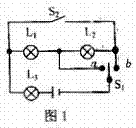 S₂
L₁ L₂
a b
L₃ S₁
图1